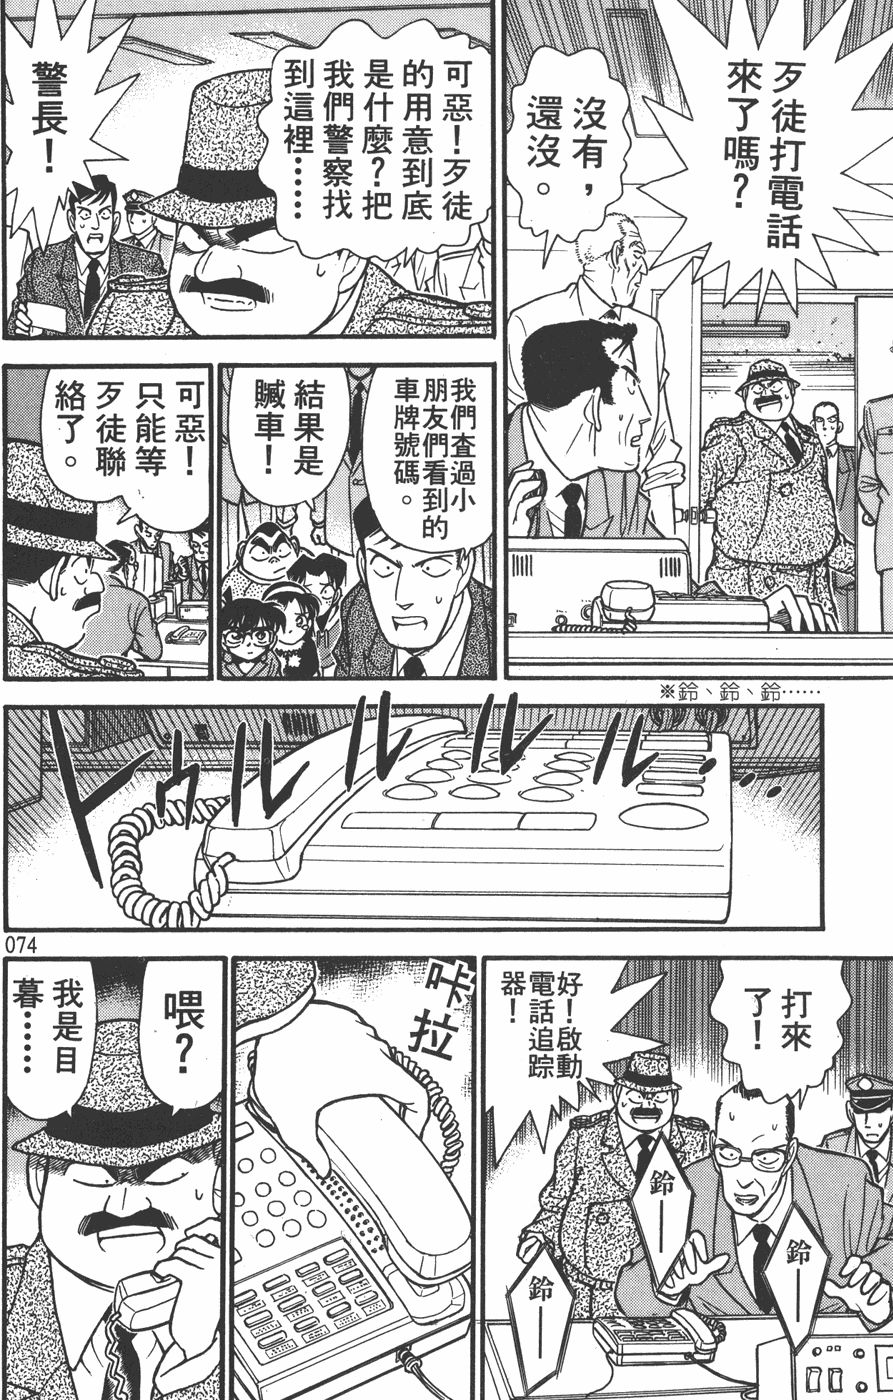 歹徒打電話
來了嗎？
沒有，
還沒。
可惡！歹徒
的用意到底
是什麼？把
我們警察找
到這裡……
警長！
我們查過小
朋友們看到的
車牌號碼。
結果是
贓車！
可惡！
只能等
歹徒聯
絡了。
※鈴、鈴、鈴……
トゥルルルルル…
074
打來
了！
好！啟動
電話追踪
器！
鈴—
鈴—
鈴—
咔拉
喂？
我是目
暮……